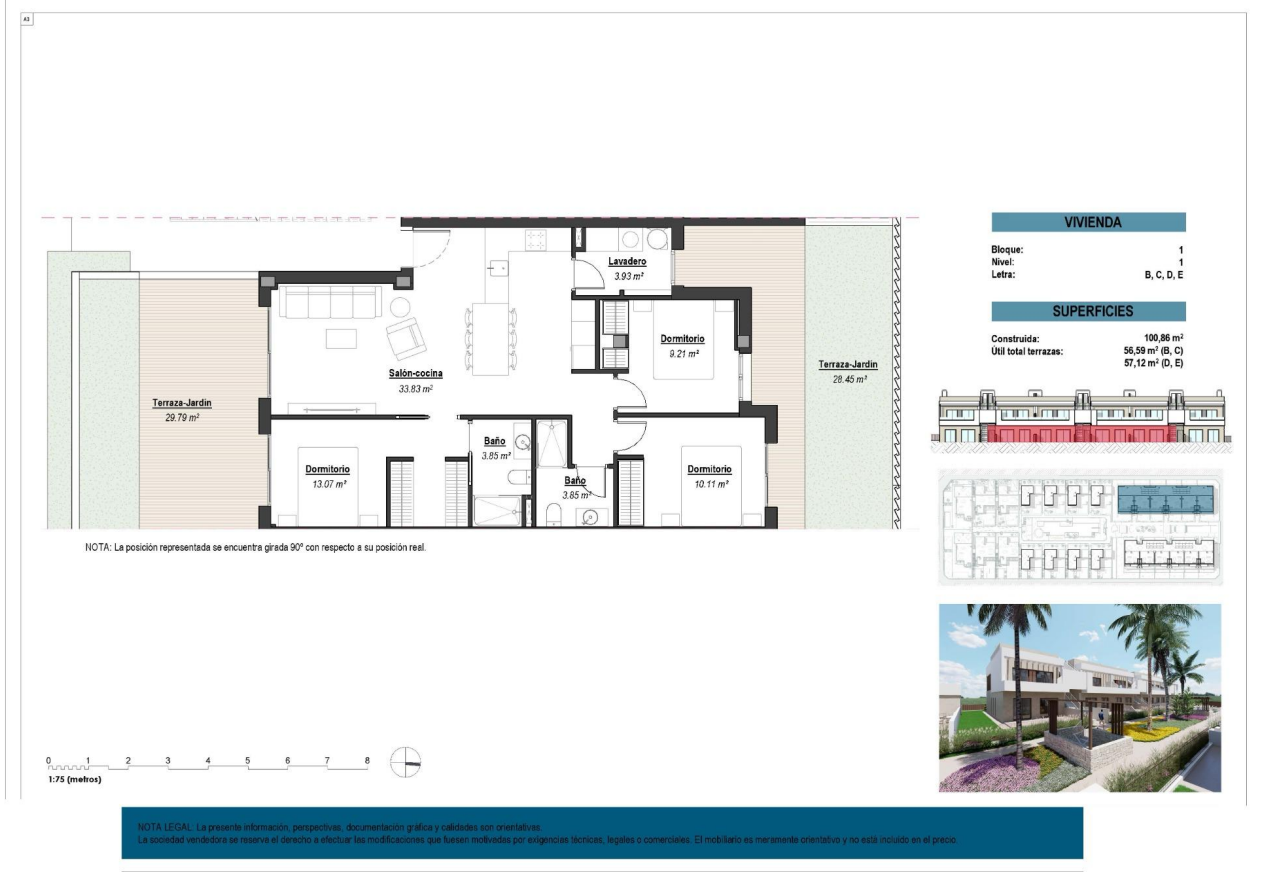 A3
Lavadero
3.93 m²
Dormitorio
9.21 m²
Salón-cocina
33.83 m²
Terraza-Jardin
28.45 m²
Terraza-Jardin
29.79 m²
Baño
3.85 m²
Dormitorio
13.07 m²
Baño
3.85 m²
Dormitorio
10.11 m²
NOTA: La posición representada se encuentra girada 90º con respecto a su posición real.
VIVIENDA
Bloque: 1
Nivel: 1
Letra: B, C, D, E
SUPERFICIES
Construida: 100,86 m²
Útil total terrazas: 56,59 m² (B, C)
57,12 m² (D, E)
0 1 2 3 4 5 6 7 8
1:75 (metros)
NOTA LEGAL: La presente información, perspectivas, documentación gráfica y calidades son orientativas.
La sociedad vendedora se reserva el derecho a efectuar las modificaciones que fuesen motivadas por exigencias técnicas, legales o comerciales. El mobiliario es meramente orientativo y no está incluido en el precio.